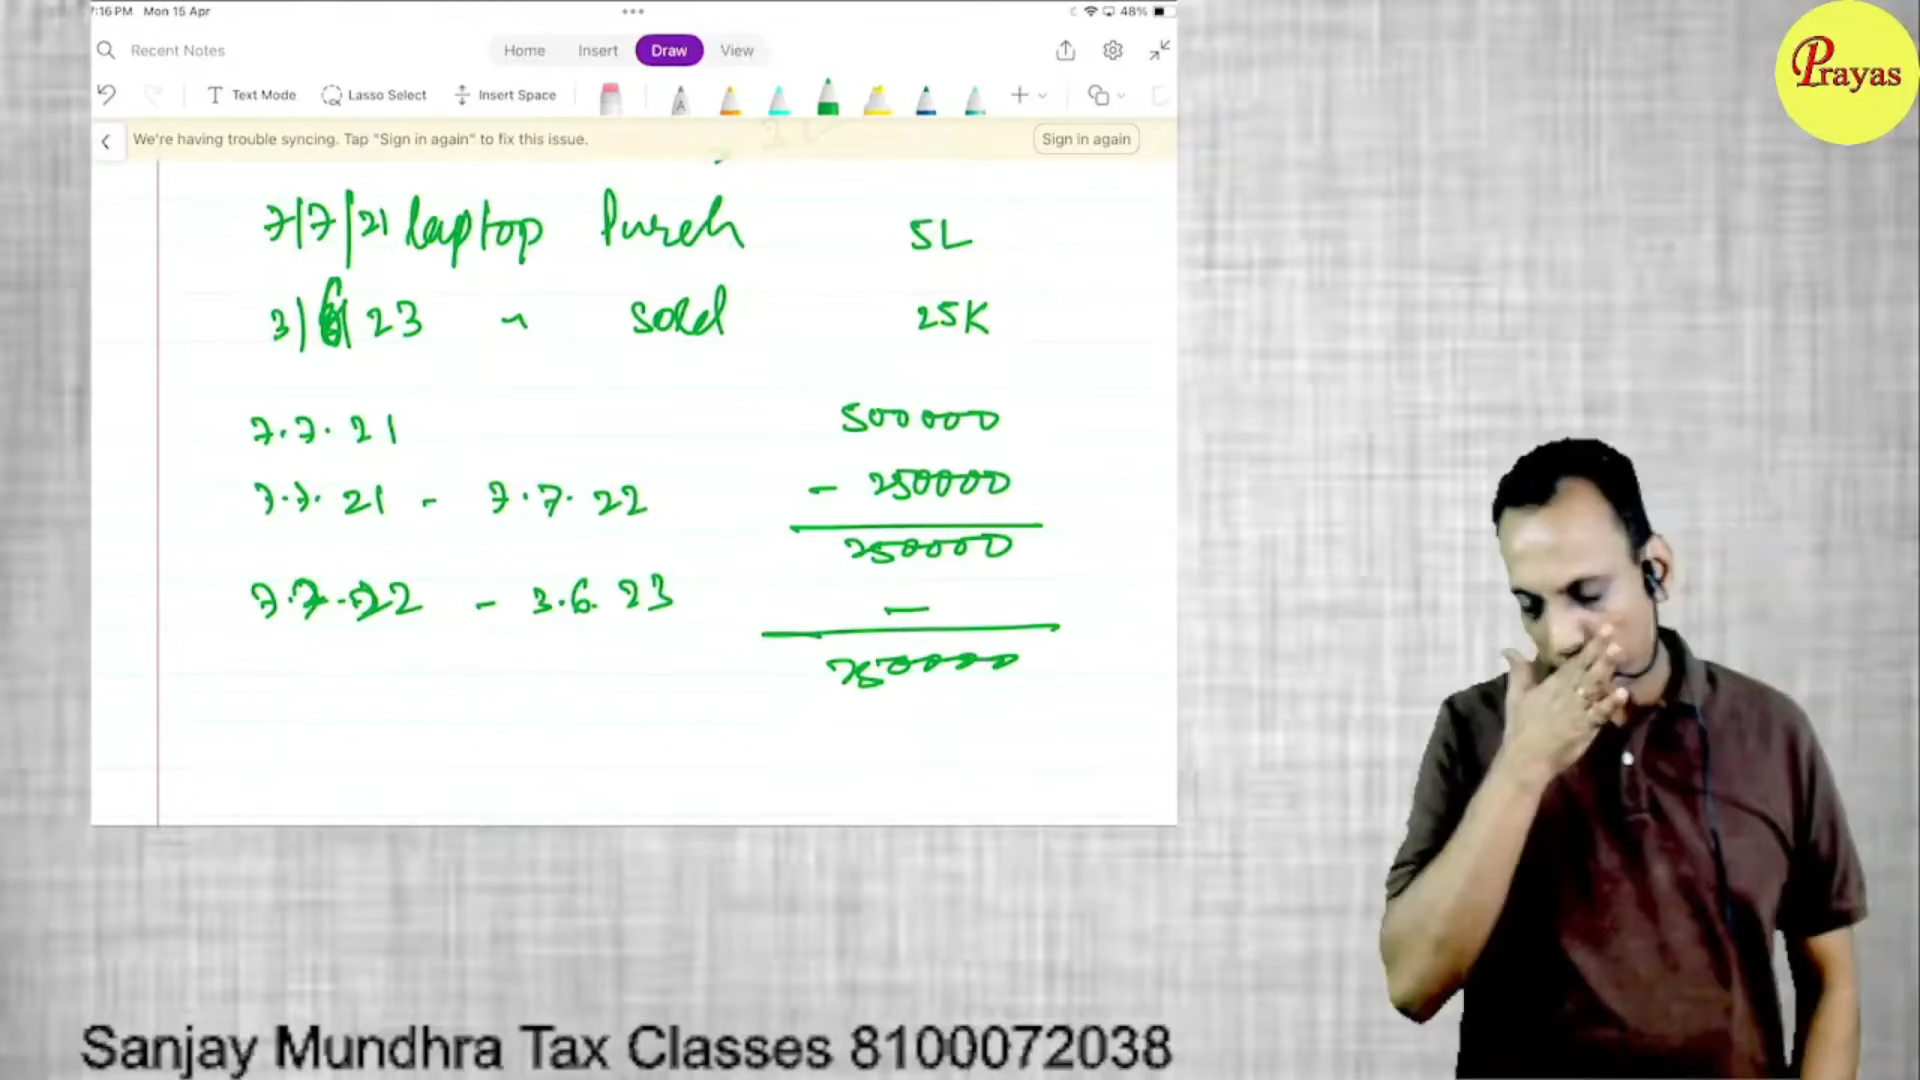 7:16 PM Mon 15 Apr
48%
Recent Notes
Home Insert Draw View
Text Mode Lasso Select Insert Space
We're having trouble syncing. Tap "Sign in again" to fix this issue.
Sign in again
Prayas
7/7/21 laptop Purch 5L
3/6/23 " sold 25K
7.7.21 500000
7.7.21 - 7.7.22 - 250000
250000
7.7.22 - 3.6.23 —
250000
Sanjay Mundhra Tax Classes 8100072038